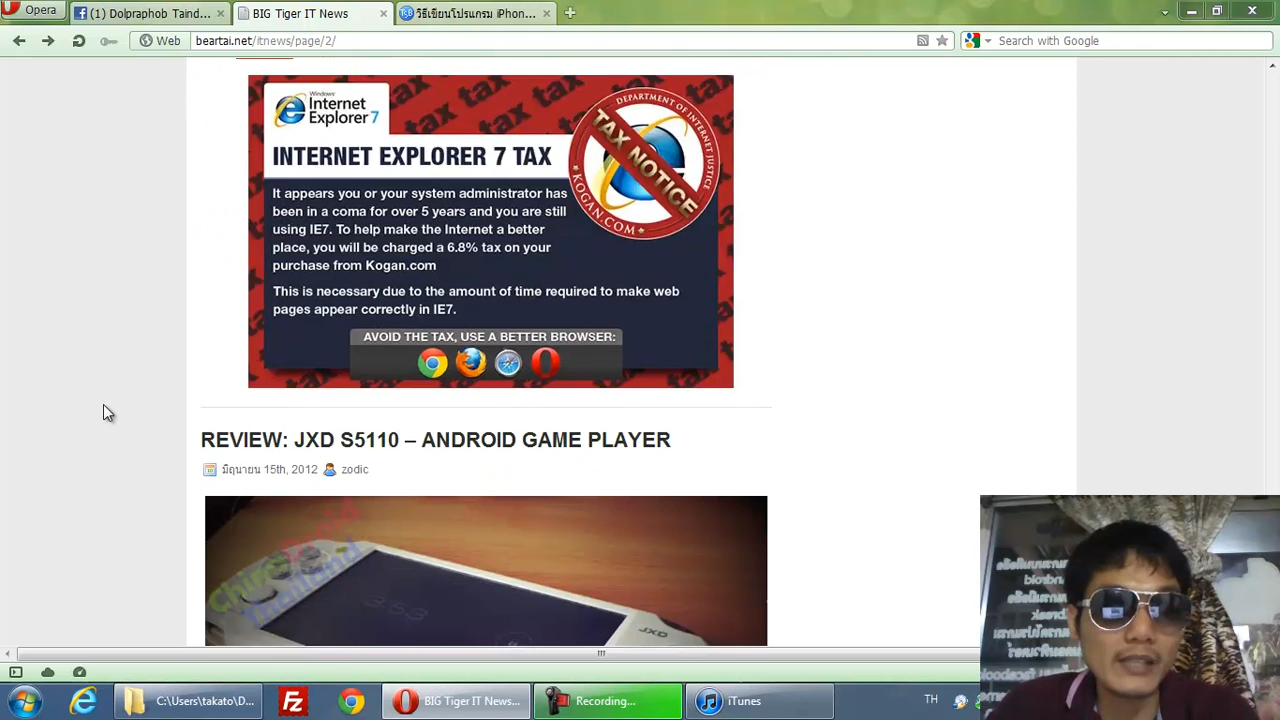 Opera
(1) Dolpraphob Taind...
BIG Tiger IT News
วิธีเขียนโปรแกรม iPhon...
Web
beartai.net/itnews/page/2/
Search with Google
tax tax tax
Windows
Internet
Explorer 7
DEPARTMENT OF INTERNET JUSTICE
TAX NOTICE
KOGAN.COM
INTERNET EXPLORER 7 TAX
It appears you or your system administrator has
been in a coma for over 5 years and you are still
using IE7. To help make the Internet a better
place, you will be charged a 6.8% tax on your
purchase from Kogan.com
This is necessary due to the amount of time required to make web
pages appear correctly in IE7.
AVOID THE TAX, USE A BETTER BROWSER:
REVIEW: JXD S5110 – ANDROID GAME PLAYER
มิถุนายน 15th, 2012
zodic
ChinaDroid
Thailand
3:53
JXD
C:\Users\takato\D...
BIG Tiger IT News...
Recording...
iTunes
TH